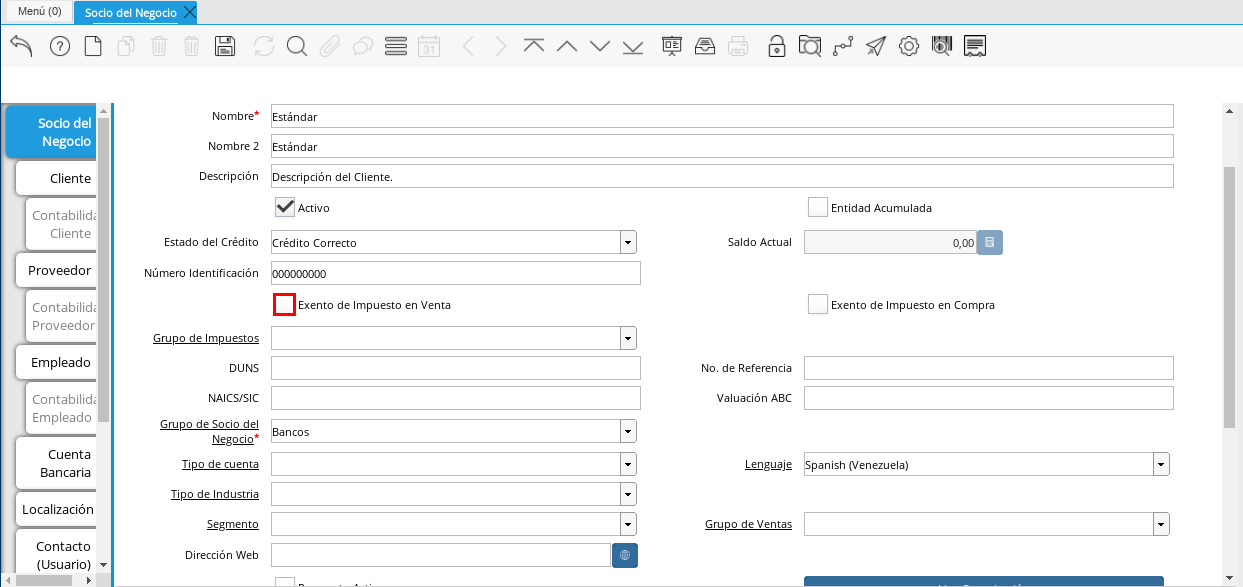 Menú (0)
Socio del Negocio
31
Socio del
Negocio
Cliente
Contabilida
Cliente
Proveedor
Contabilida
Proveedor
Empleado
Contabilida
Empleado
Cuenta
Bancaria
Localización
Contacto
(Usuario)
Nombre* Estándar
Nombre 2 Estándar
Descripción Descripción del Cliente.
Activo Entidad Acumulada
Estado del Crédito Crédito Correcto Saldo Actual 0,00
Número Identificación 000000000
Exento de Impuesto en Venta Exento de Impuesto en Compra
Grupo de Impuestos
DUNS No. de Referencia
NAICS/SIC Valuación ABC
Grupo de Socio del
Negocio* Bancos
Tipo de cuenta Lenguaje Spanish (Venezuela)
Tipo de Industria
Segmento Grupo de Ventas
Dirección Web